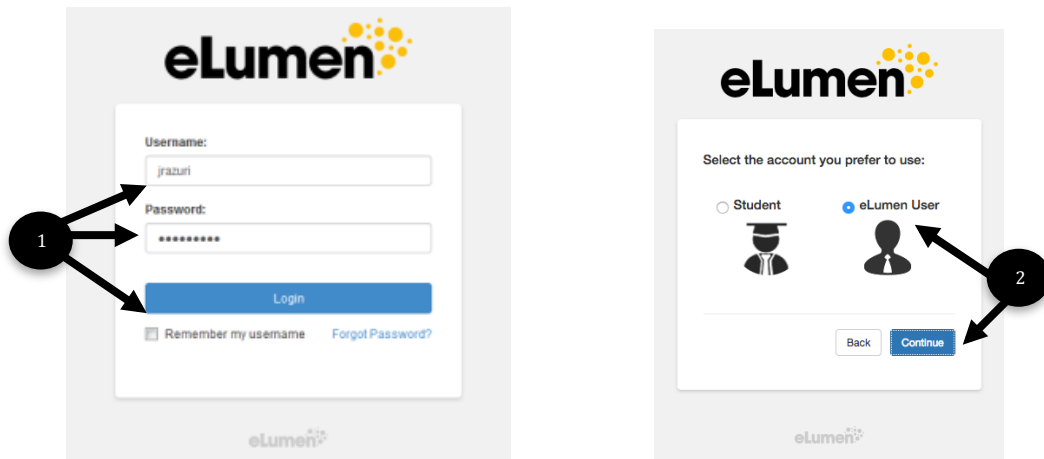 eLumen
Username:
jrazuri
Password:
•••••••••
Login
Remember my username Forgot Password?
eLumen
1
eLumen
Select the account you prefer to use:
Student eLumen User
Back Continue
eLumen
2